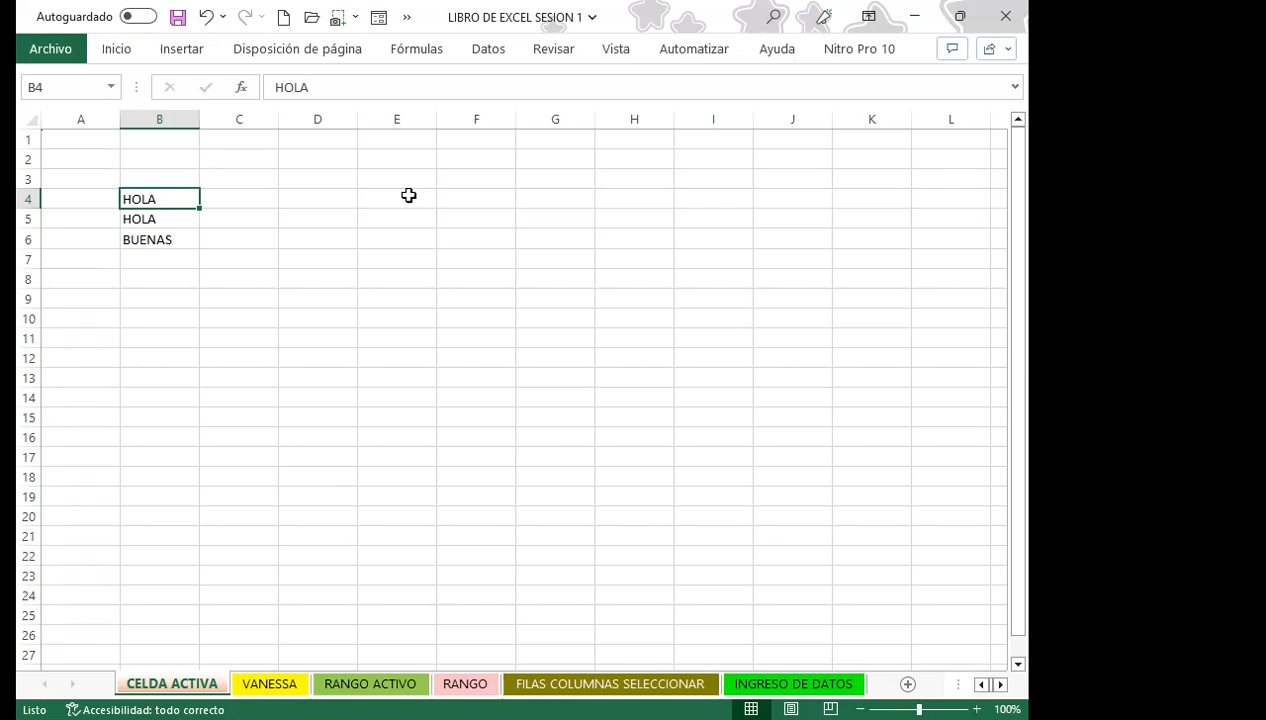 Autoguardado LIBRO DE EXCEL SESION 1
Archivo Inicio Insertar Disposición de página Fórmulas Datos Revisar Vista Automatizar Ayuda Nitro Pro 10
B4 fx HOLA
A B C D E F G H I J K L
1
2
3
4 HOLA
5 HOLA
6 BUENAS
7
8
9
10
11
12
13
14
15
16
17
18
19
20
21
22
23
24
25
26
27
CELDA ACTIVA VANESSA RANGO ACTIVO RANGO FILAS COLUMNAS SELECCIONAR INGRESO DE DATOS
Listo Accesibilidad: todo correcto 100%